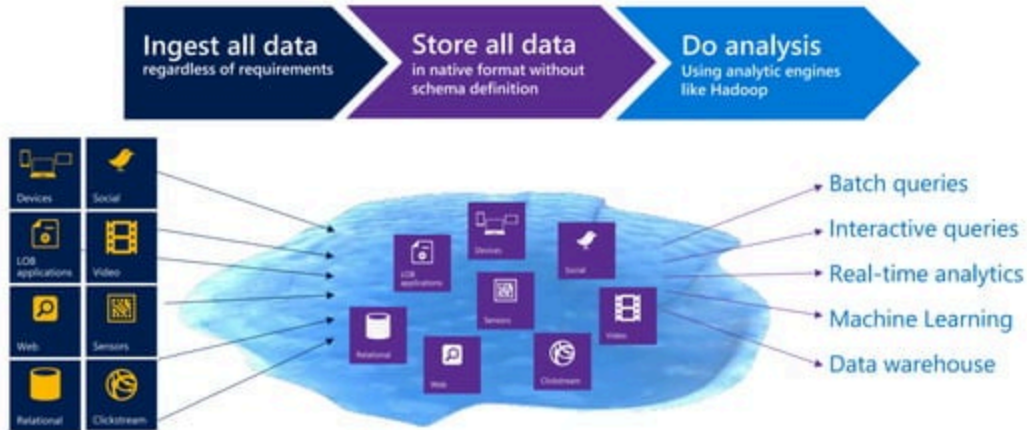 Ingest all data
regardless of requirements
Store all data
in native format without
schema definition
Do analysis
Using analytic engines
like Hadoop
Devices
Social
LOB
applications
Video
Web
Sensors
Relational
Clickstream
Devices
Social
LOB
applications
Sensors
Video
Relational
Web
Clickstream
Batch queries
Interactive queries
Real-time analytics
Machine Learning
Data warehouse